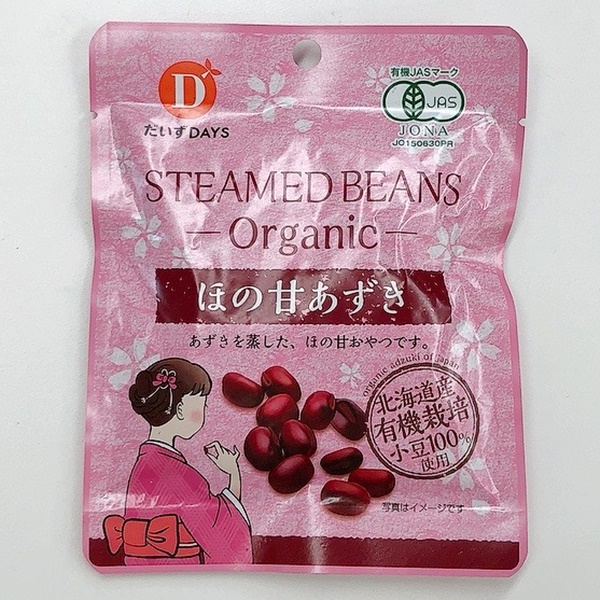 D
だいずDAYS
有機JASマーク
JAS
JONA
JO150630PR
STEAMED BEANS
Organic
ほの甘あずき
あずきを蒸した、ほの甘おやつです。
organic adzuki of japan
北海道産
有機栽培
小豆100%
使用
写真はイメージです